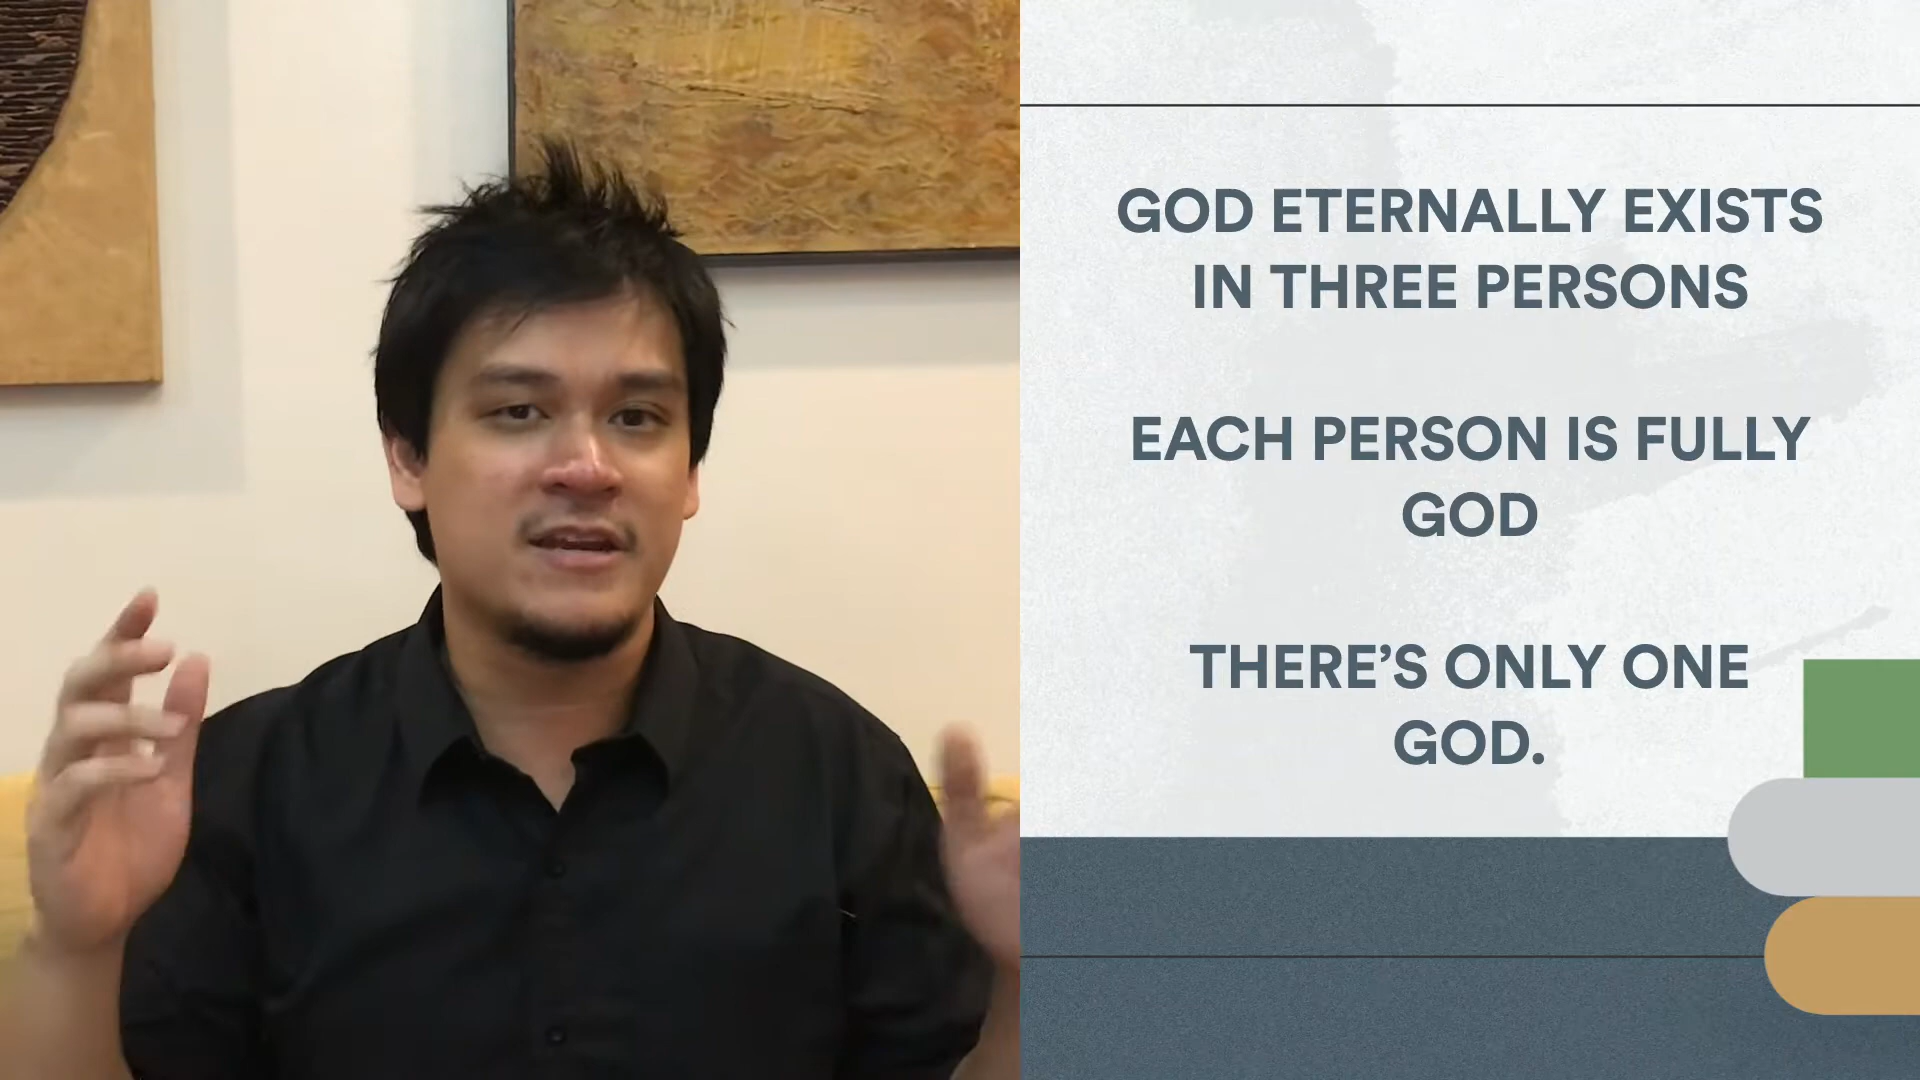 GOD ETERNALLY EXISTS
IN THREE PERSONS
EACH PERSON IS FULLY
GOD
THERE’S ONLY ONE
GOD.